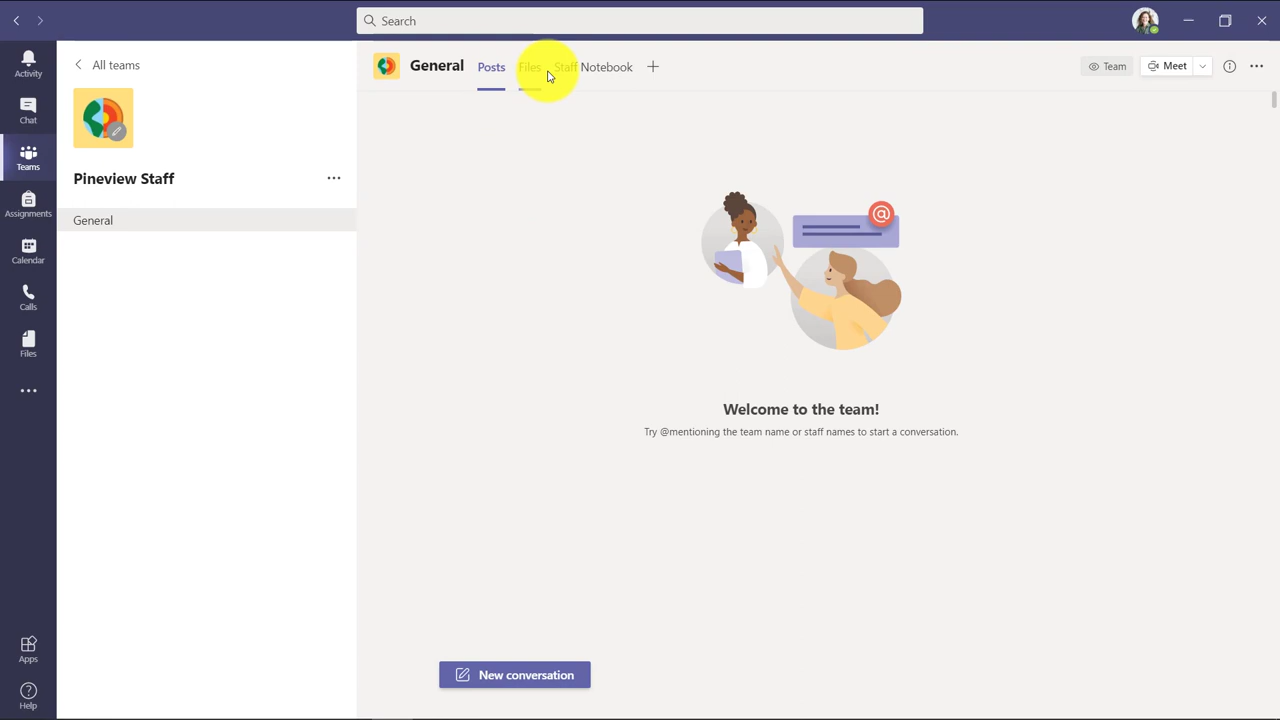 Search
Activity
Chat
Teams
Assignments
Calendar
Calls
Files
Apps
Help
All teams
Pineview Staff
General
General Posts Files Staff Notebook
Team Meet
@
Welcome to the team!
Try @mentioning the team name or staff names to start a conversation.
New conversation